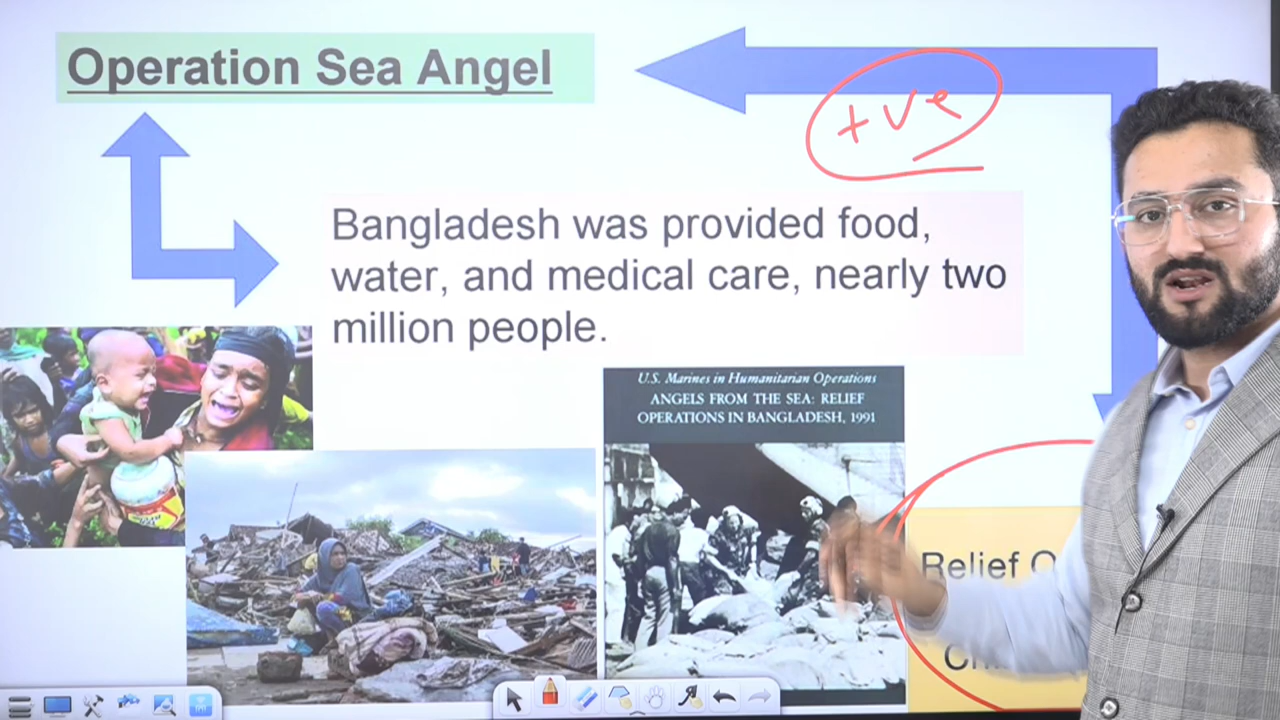 Operation Sea Angel
+ve
Bangladesh was provided food,
water, and medical care, nearly two
million people.
U.S. Marines in Humanitarian Operations
ANGELS FROM THE SEA: RELIEF
OPERATIONS IN BANGLADESH, 1991
Relief